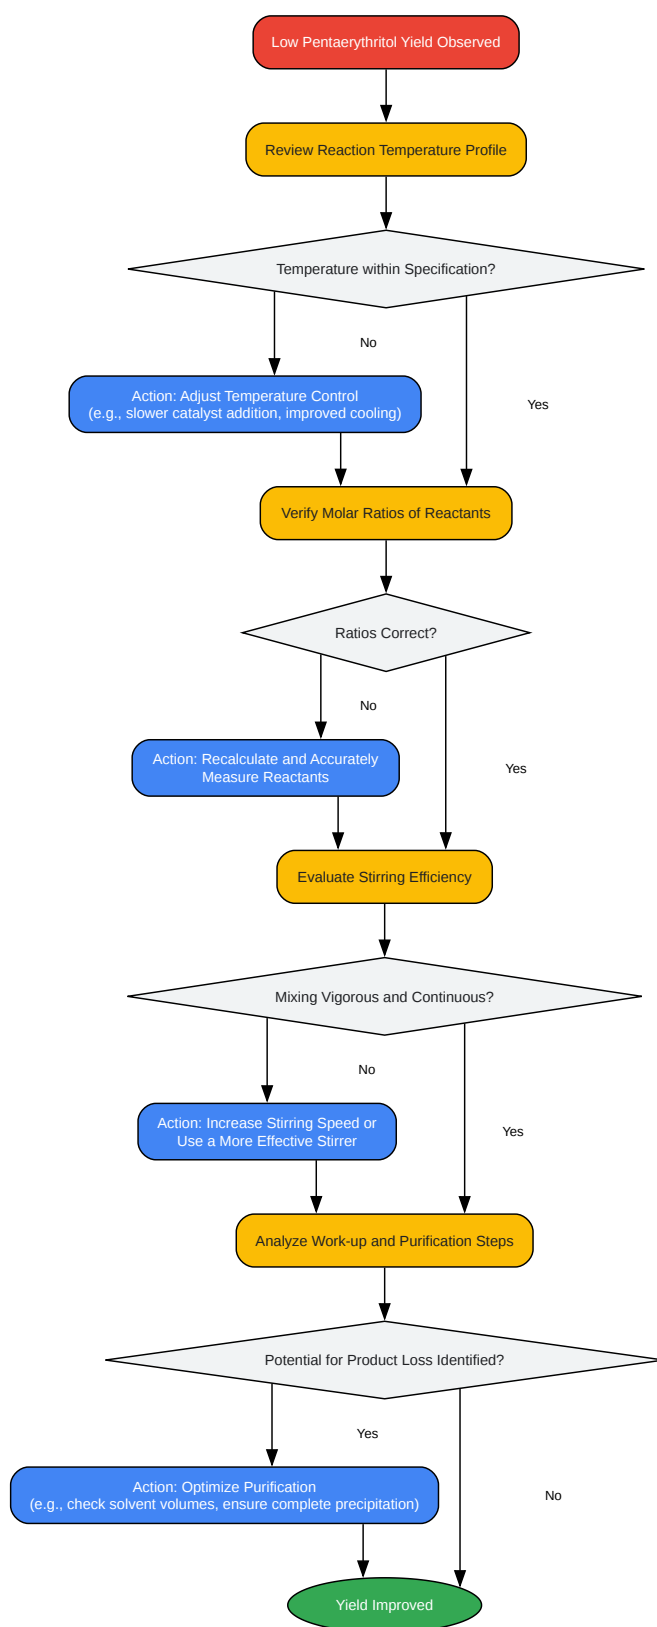 Low Pentaerythritol Yield Observed
Review Reaction Temperature Profile
Temperature within Specification?
No
Action: Adjust Temperature Control
(e.g., slower catalyst addition, improved cooling)
Yes
Verify Molar Ratios of Reactants
Ratios Correct?
No
Action: Recalculate and Accurately
Measure Reactants
Yes
Evaluate Stirring Efficiency
Mixing Vigorous and Continuous?
No
Action: Increase Stirring Speed or
Use a More Effective Stirrer
Yes
Analyze Work-up and Purification Steps
Potential for Product Loss Identified?
Yes
Action: Optimize Purification
(e.g., check solvent volumes, ensure complete precipitation)
No
Yield Improved